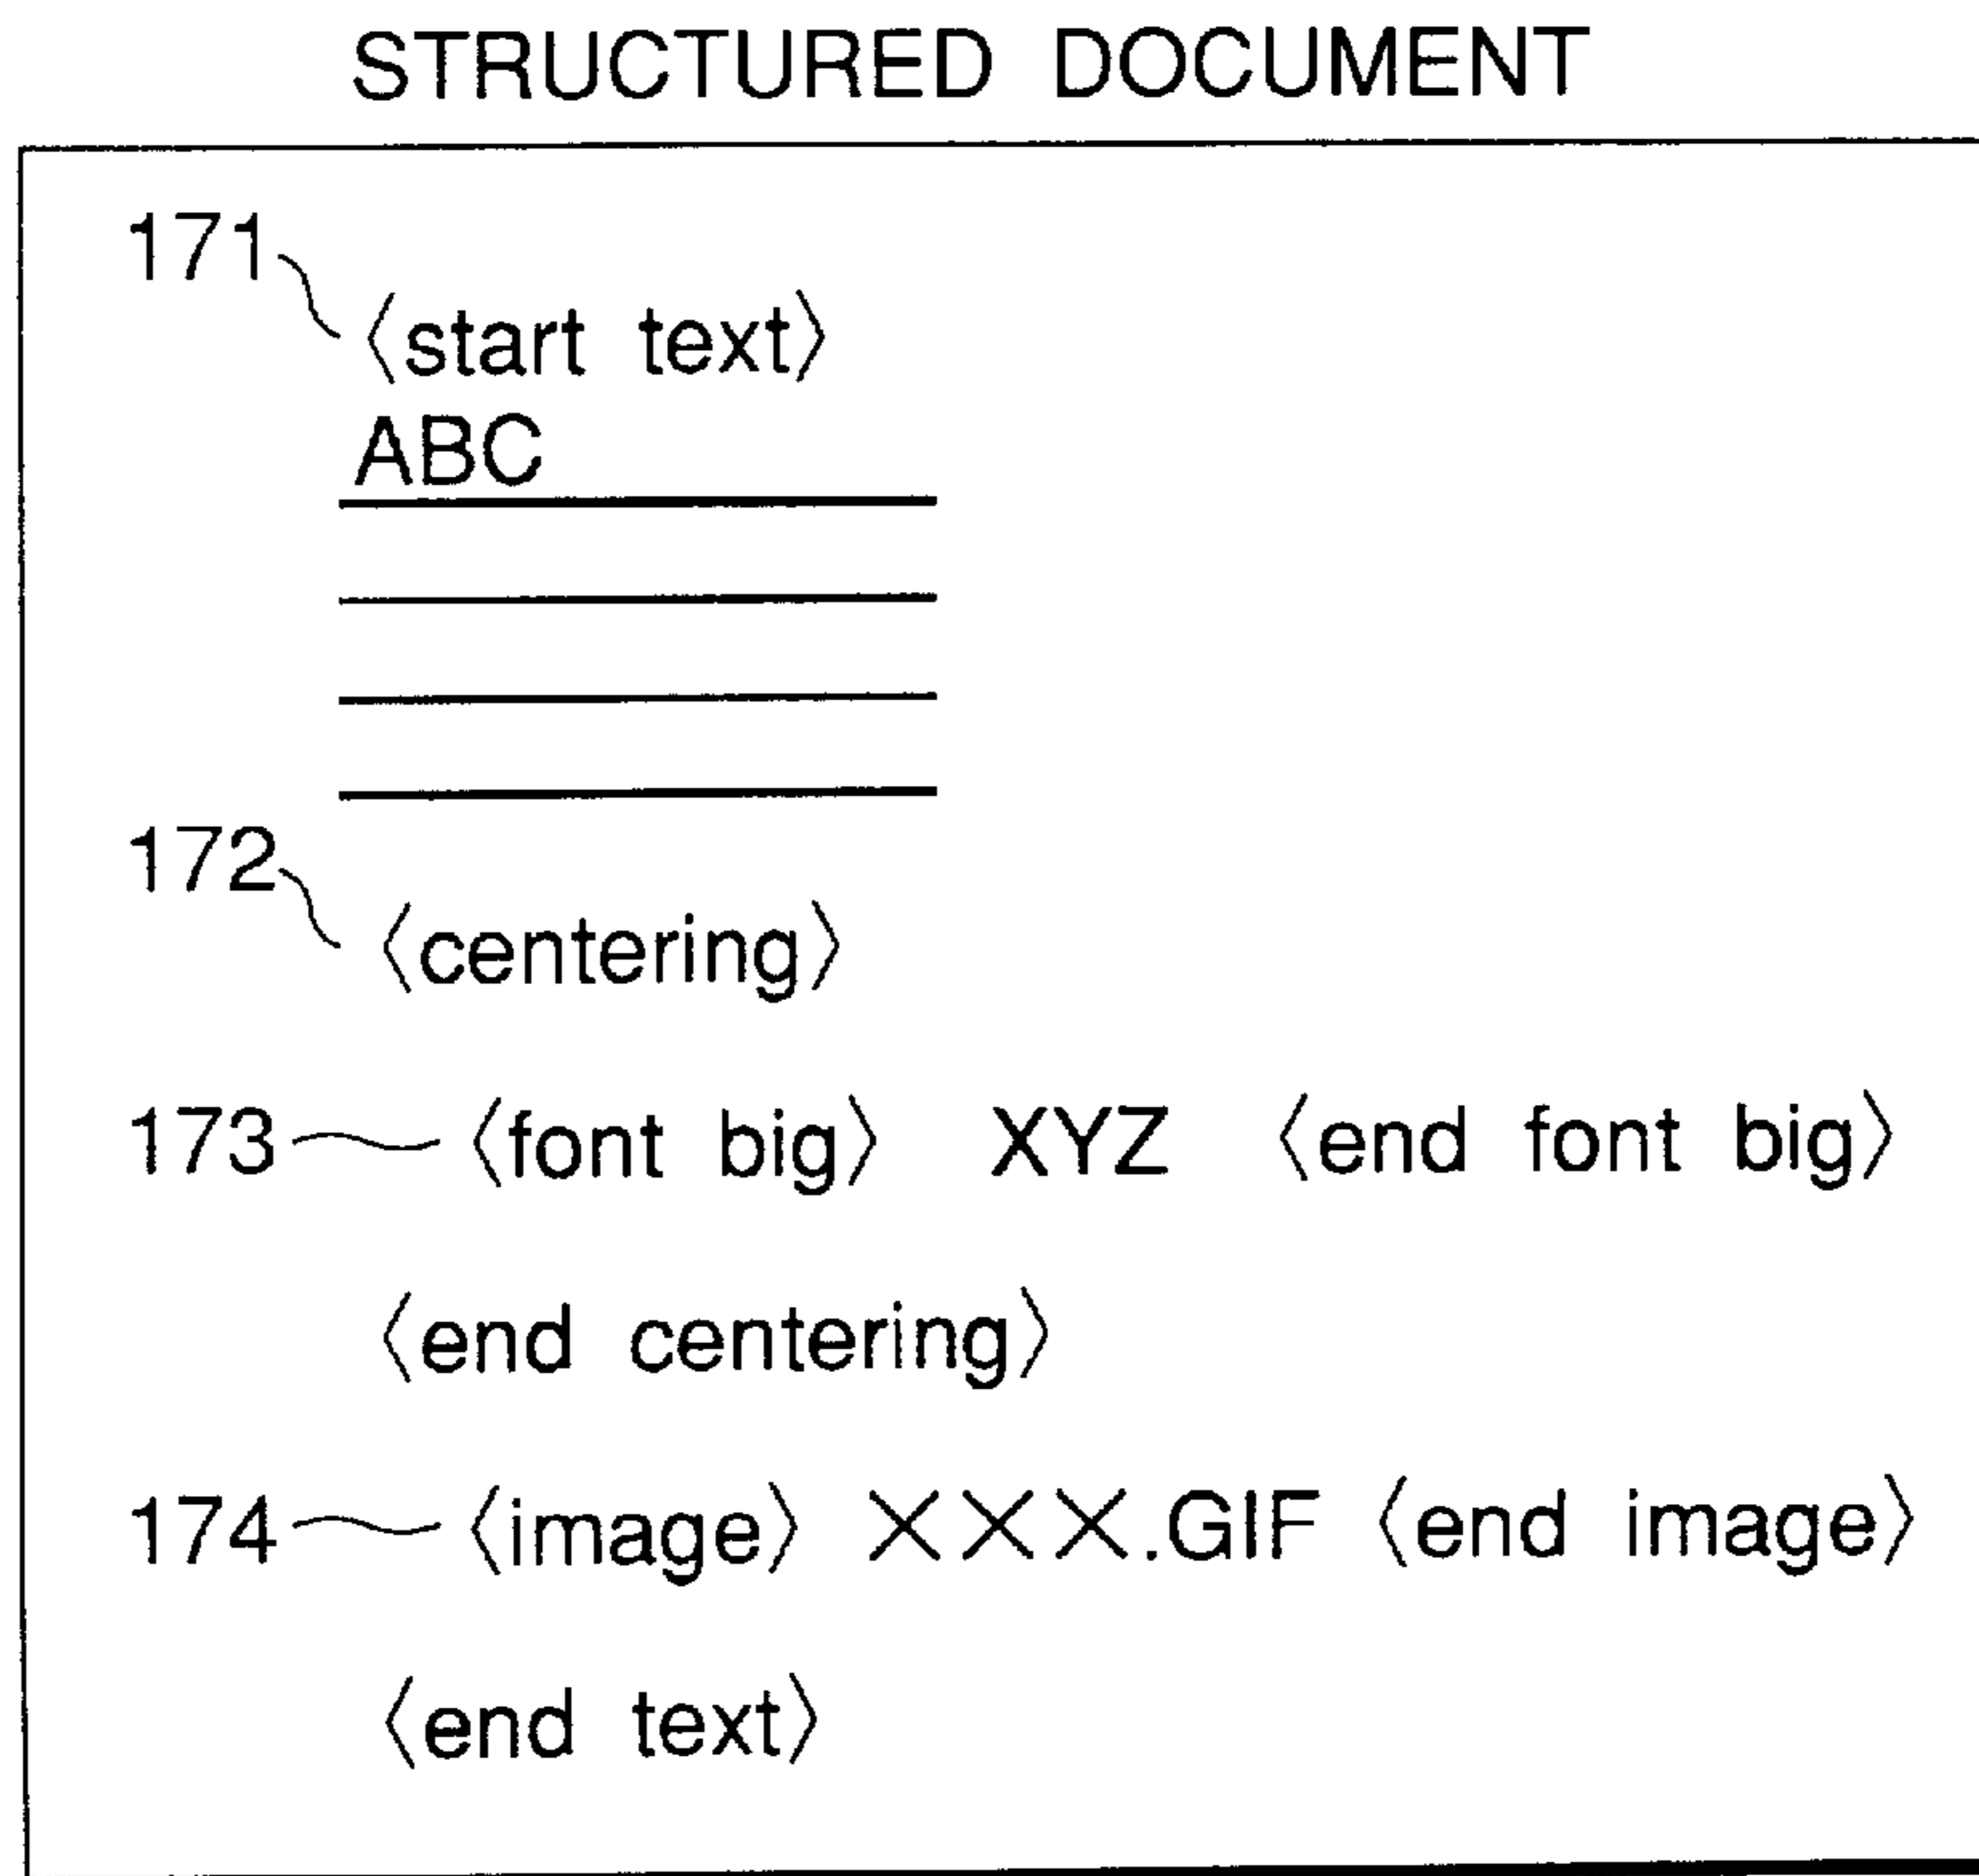 STRUCTURED DOCUMENT
171
〈start text〉
ABC
172
〈centering〉
173 〈font big〉 XYZ 〈end font big〉
〈end centering〉
174 〈image〉 ×××.GIF 〈end image〉
〈end text〉